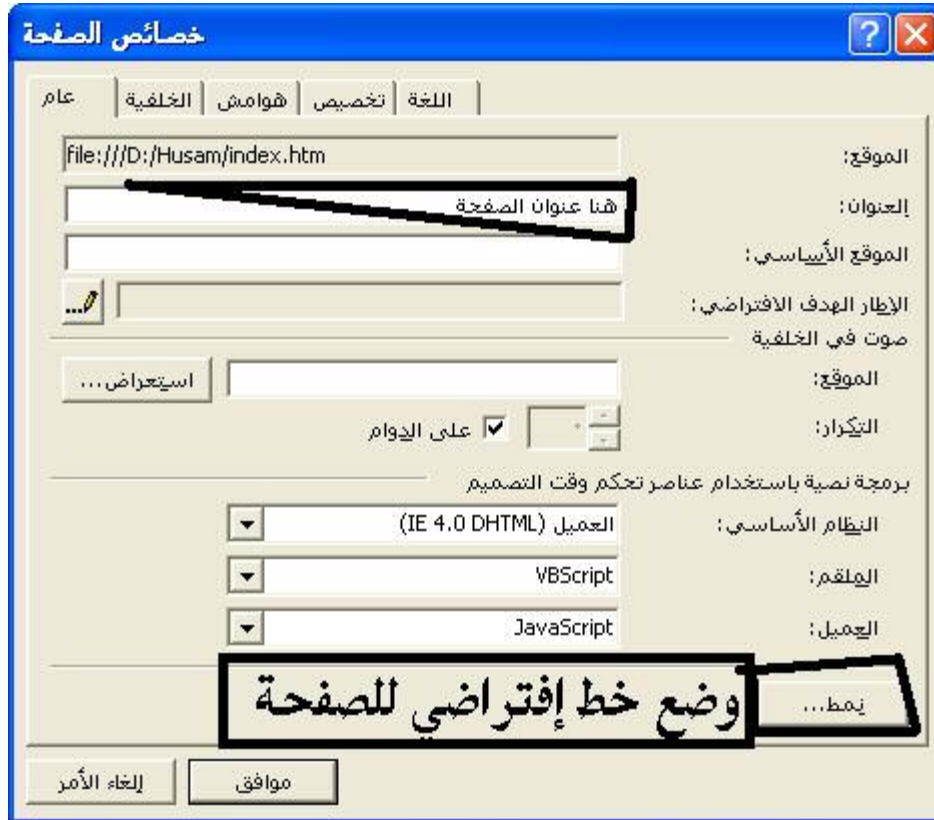 خصائص الصفحة
عام الخلفية هوامش تخصيص اللغة
الموقع: file:///D:/Husam/index.htm
العنوان: هنا عنوان الصفحة
الموقع الأساسي:
الإطار الهدف الافتراضي:
صوت في الخلفية
الموقع: استعراض...
التكرار: ٠ على الدوام
برمجة نصية باستخدام عناصر تحكم وقت التصميم
النظام الأساسي: العميل (IE 4.0 DHTML)
الملقم: VBScript
العميل: JavaScript
نمط... وضع خط إفتراضي للصفحة
موافق إلغاء الأمر